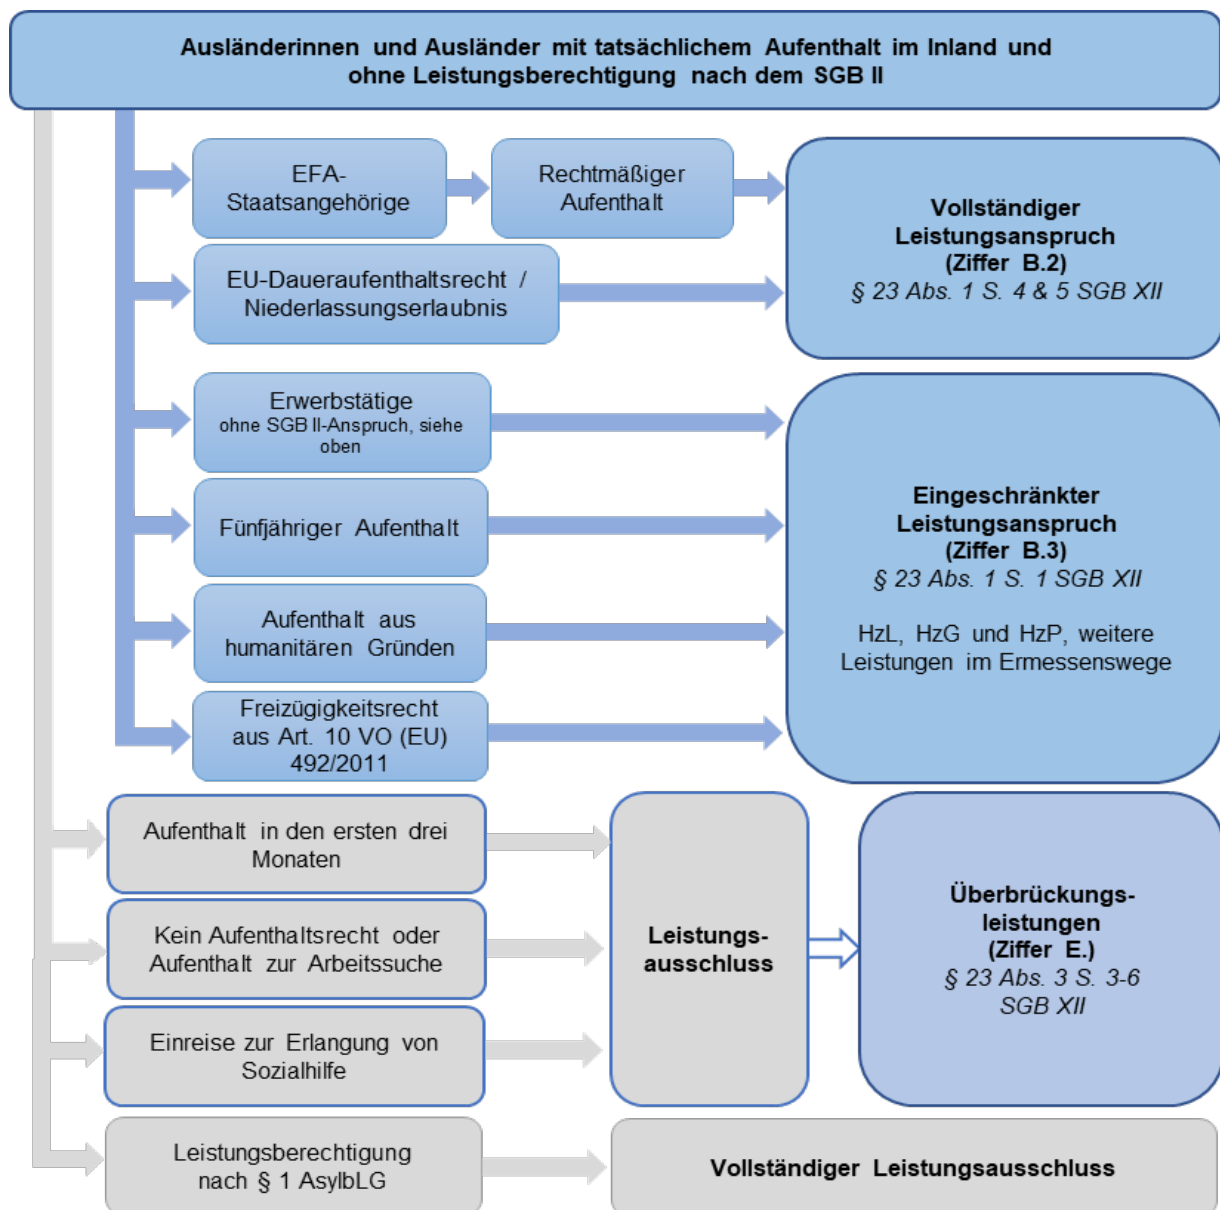 Ausländerinnen und Ausländer mit tatsächlichem Aufenthalt im Inland und
ohne Leistungsberechtigung nach dem SGB II
EFA-
Staatsangehörige
Rechtmäßiger
Aufenthalt
Vollständiger
Leistungsanspruch
(Ziffer B.2)
§ 23 Abs. 1 S. 4 & 5 SGB XII
EU-Daueraufenthaltsrecht /
Niederlassungserlaubnis
Erwerbstätige
ohne SGB II-Anspruch, siehe
oben
Fünfjähriger Aufenthalt
Aufenthalt aus
humanitären Gründen
Freizügigkeitsrecht
aus Art. 10 VO (EU)
492/2011
Eingeschränkter
Leistungsanspruch
(Ziffer B.3)
§ 23 Abs. 1 S. 1 SGB XII
HzL, HzG und HzP, weitere
Leistungen im Ermessenswege
Aufenthalt in den ersten drei
Monaten
Kein Aufenthaltsrecht oder
Aufenthalt zur Arbeitssuche
Einreise zur Erlangung von
Sozialhilfe
Leistungs-
ausschluss
Überbrückungs-
leistungen
(Ziffer E.)
§ 23 Abs. 3 S. 3-6
SGB XII
Leistungsberechtigung
nach § 1 AsylbLG
Vollständiger Leistungsausschluss